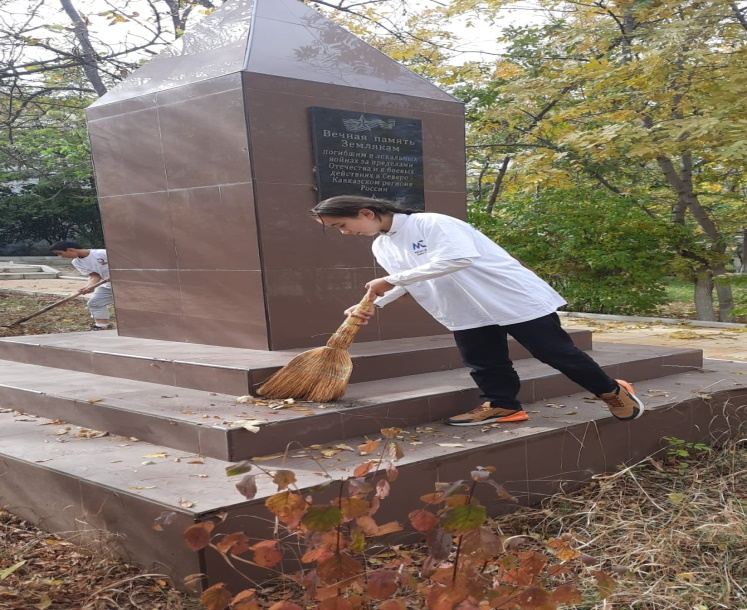 Вечная память
Землякам
погибшим в локальных
войнах за пределами
Отечества и в боевых
действиях в Северо-
Кавказском регионе
России